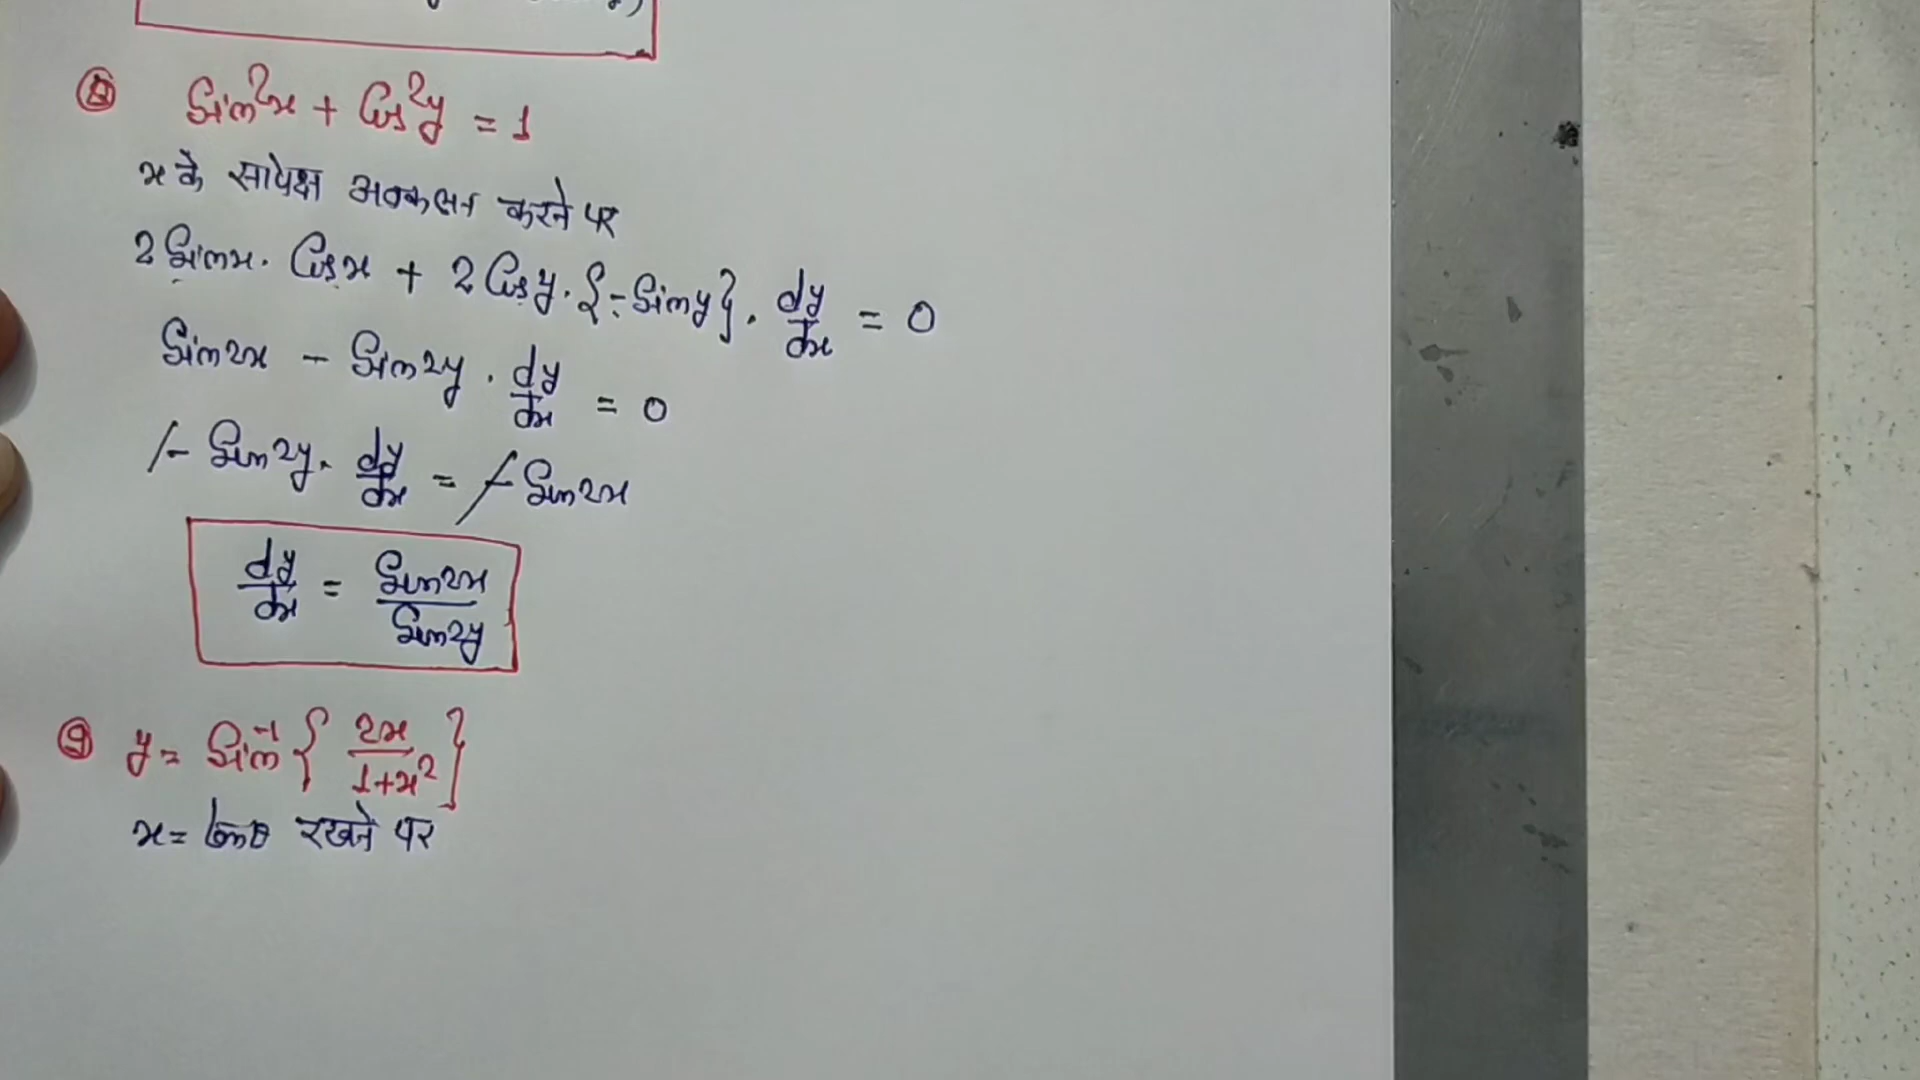 ⑧ Sin²x + Cos²y = 1
x के सापेक्ष अवकलन करने पर
2 Sinx · Cosx + 2 Cosy · {-Siny} · dy/dx = 0
Sin2x - Sin2y · dy/dx = 0
- Sin2y · dy/dx = - Sin2x
dy/dx = Sin2x/Sin2y
⑨ y = Sin⁻¹ { 2x/1+x² }
x = tanθ रखने पर